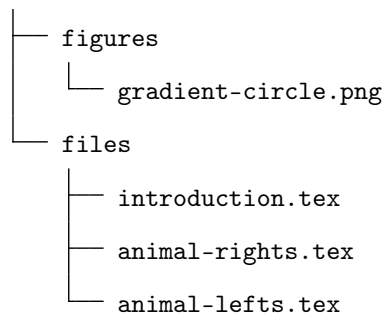 figures
gradient-circle.png
files
introduction.tex
animal-rights.tex
animal-lefts.tex